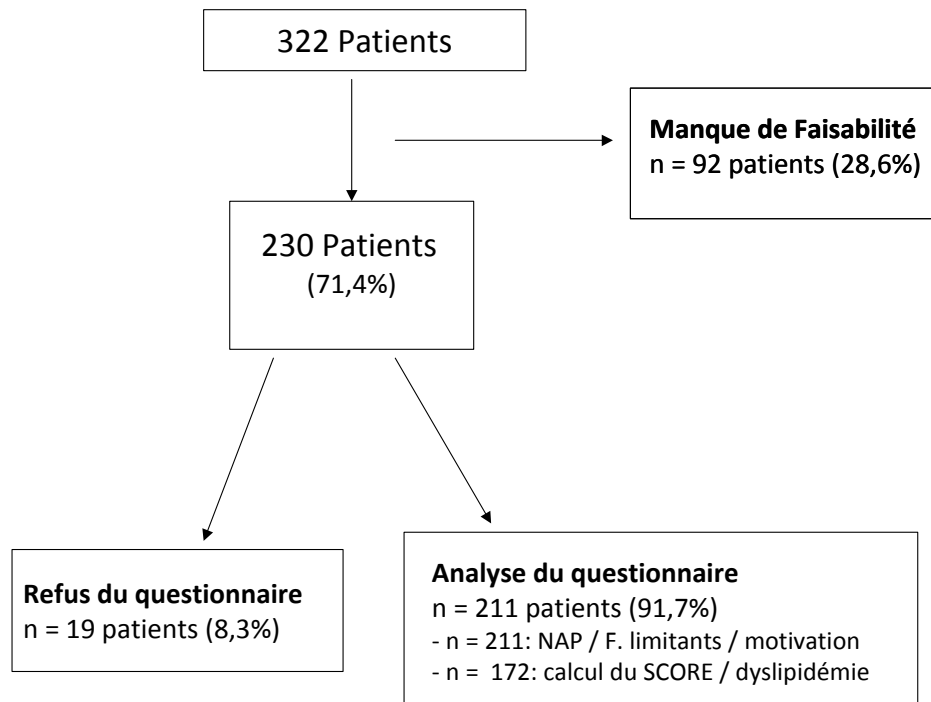 322 Patients
Manque de Faisabilité
n = 92 patients (28,6%)
230 Patients
(71,4%)
Refus du questionnaire
n = 19 patients (8,3%)
Analyse du questionnaire
n = 211 patients (91,7%)
- n = 211: NAP / F. limitants / motivation
- n =  172: calcul du SCORE / dyslipidémie